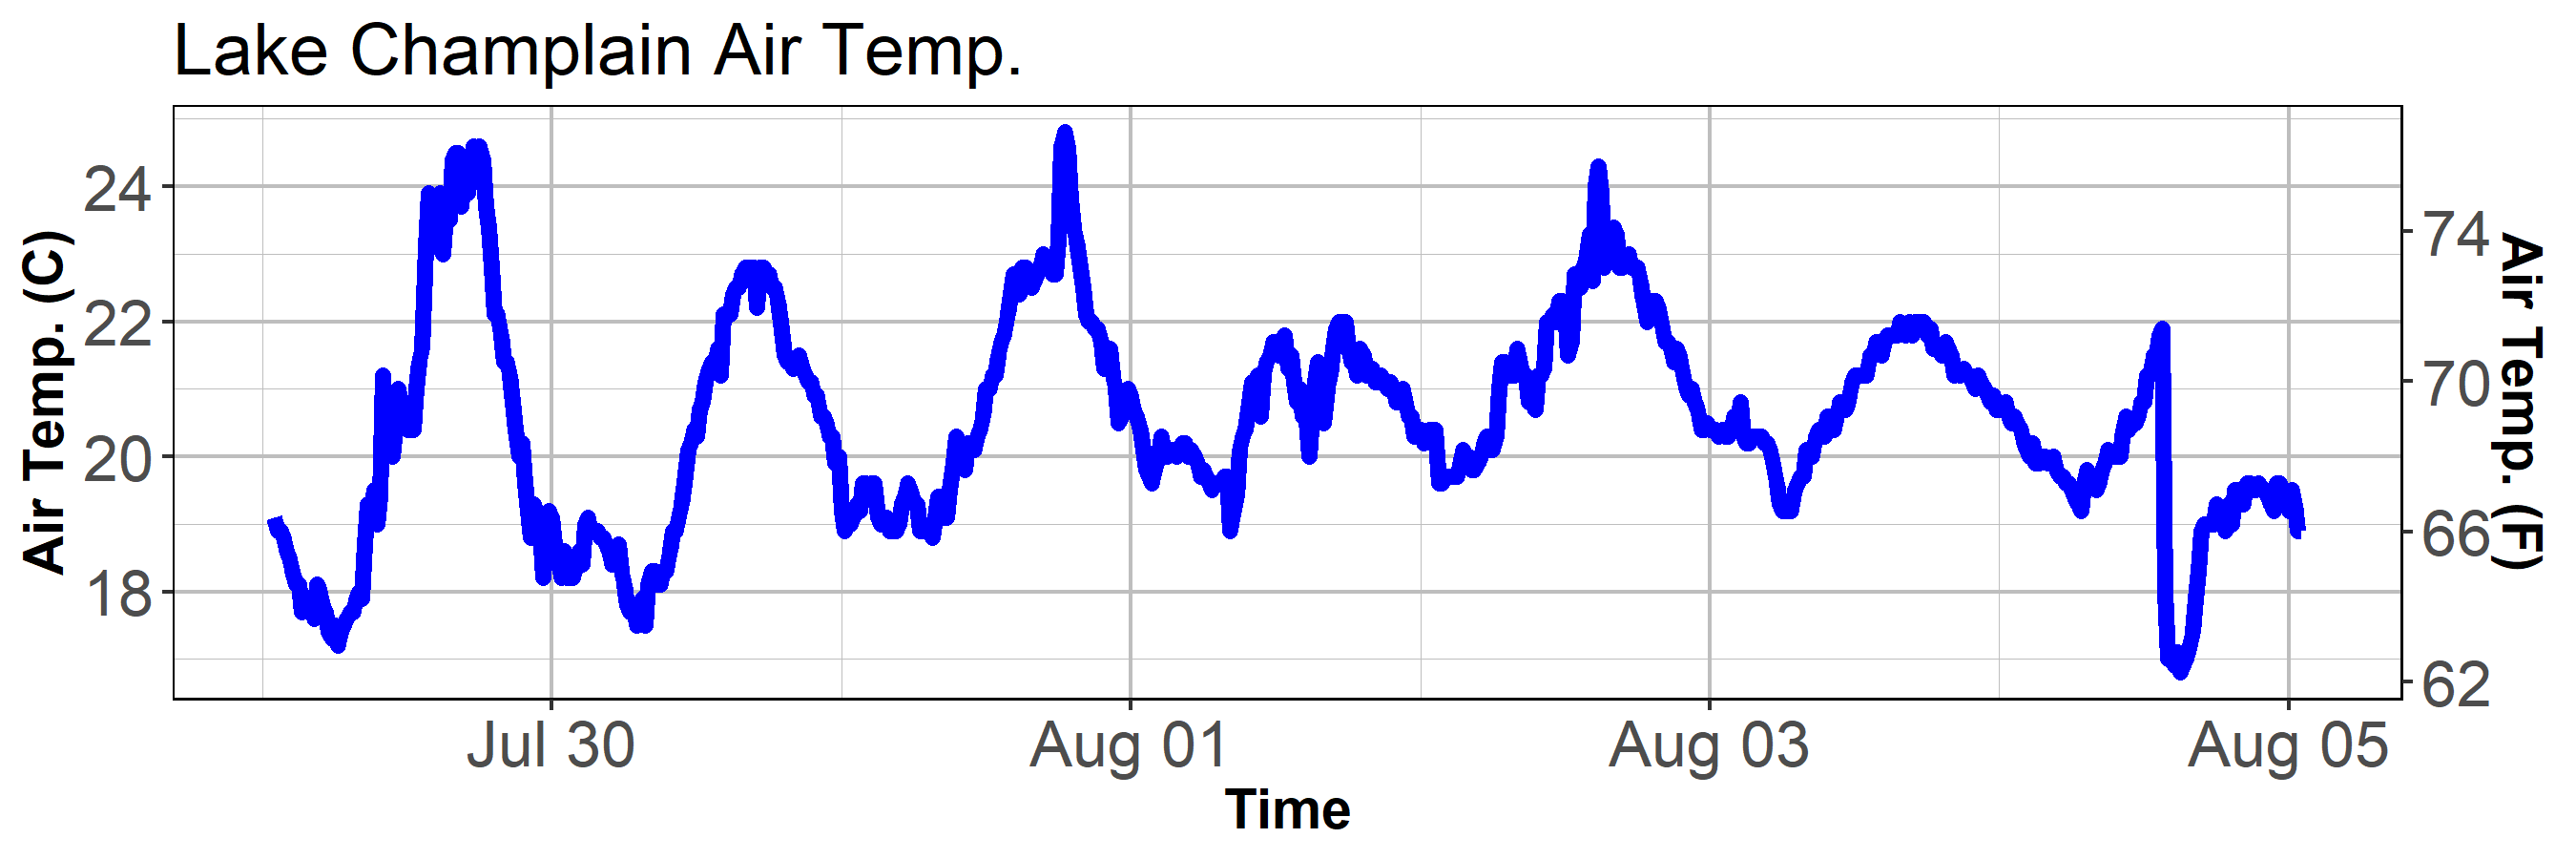 Lake Champlain Air Temp.
Air Temp. (C)
24
22
20
18
74
70
66
62
Air Temp. (F)
Jul 30
Aug 01
Aug 03
Aug 05
Time